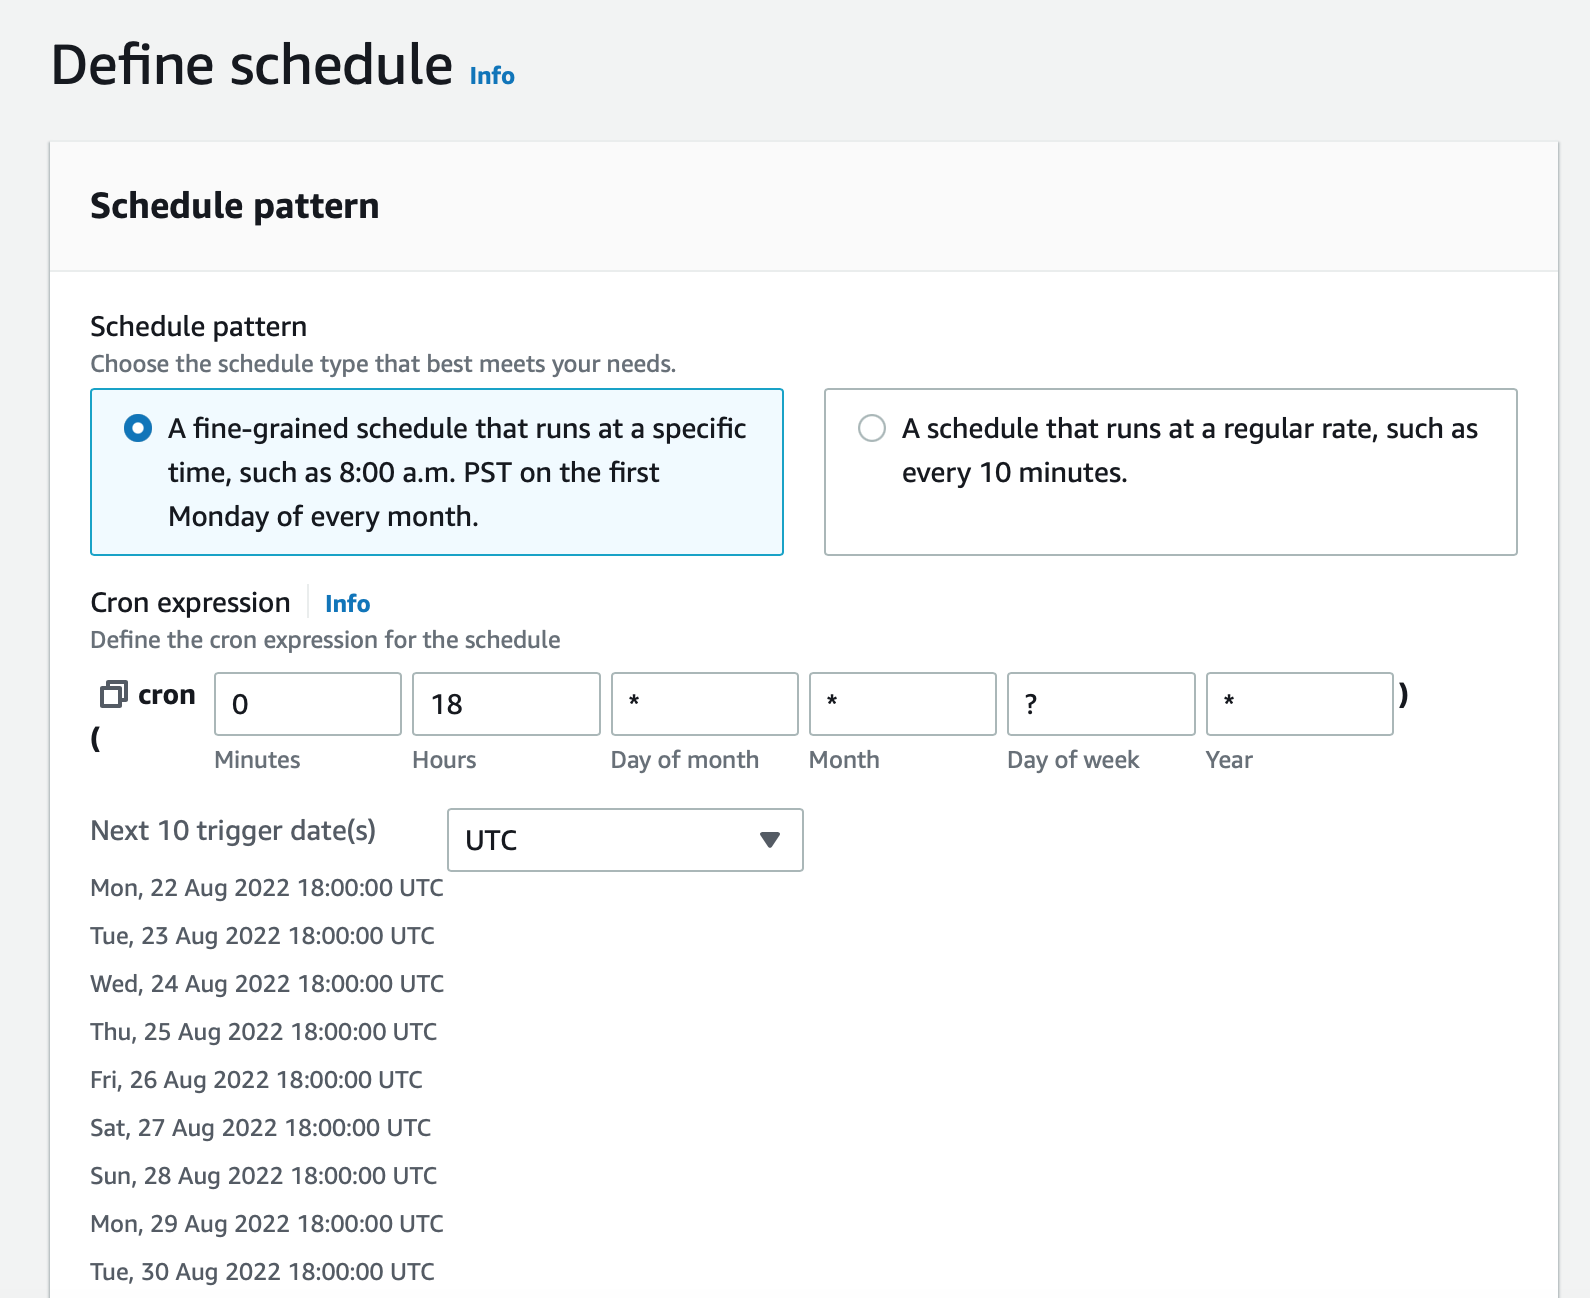 Define schedule Info
Schedule pattern
Schedule pattern
Choose the schedule type that best meets your needs.
A fine-grained schedule that runs at a specific
time, such as 8:00 a.m. PST on the first
Monday of every month.
A schedule that runs at a regular rate, such as
every 10 minutes.
Cron expression Info
Define the cron expression for the schedule
cron 0 18 * * ? * )
(
Minutes Hours Day of month Month Day of week Year
Next 10 trigger date(s) UTC
Mon, 22 Aug 2022 18:00:00 UTC
Tue, 23 Aug 2022 18:00:00 UTC
Wed, 24 Aug 2022 18:00:00 UTC
Thu, 25 Aug 2022 18:00:00 UTC
Fri, 26 Aug 2022 18:00:00 UTC
Sat, 27 Aug 2022 18:00:00 UTC
Sun, 28 Aug 2022 18:00:00 UTC
Mon, 29 Aug 2022 18:00:00 UTC
Tue, 30 Aug 2022 18:00:00 UTC